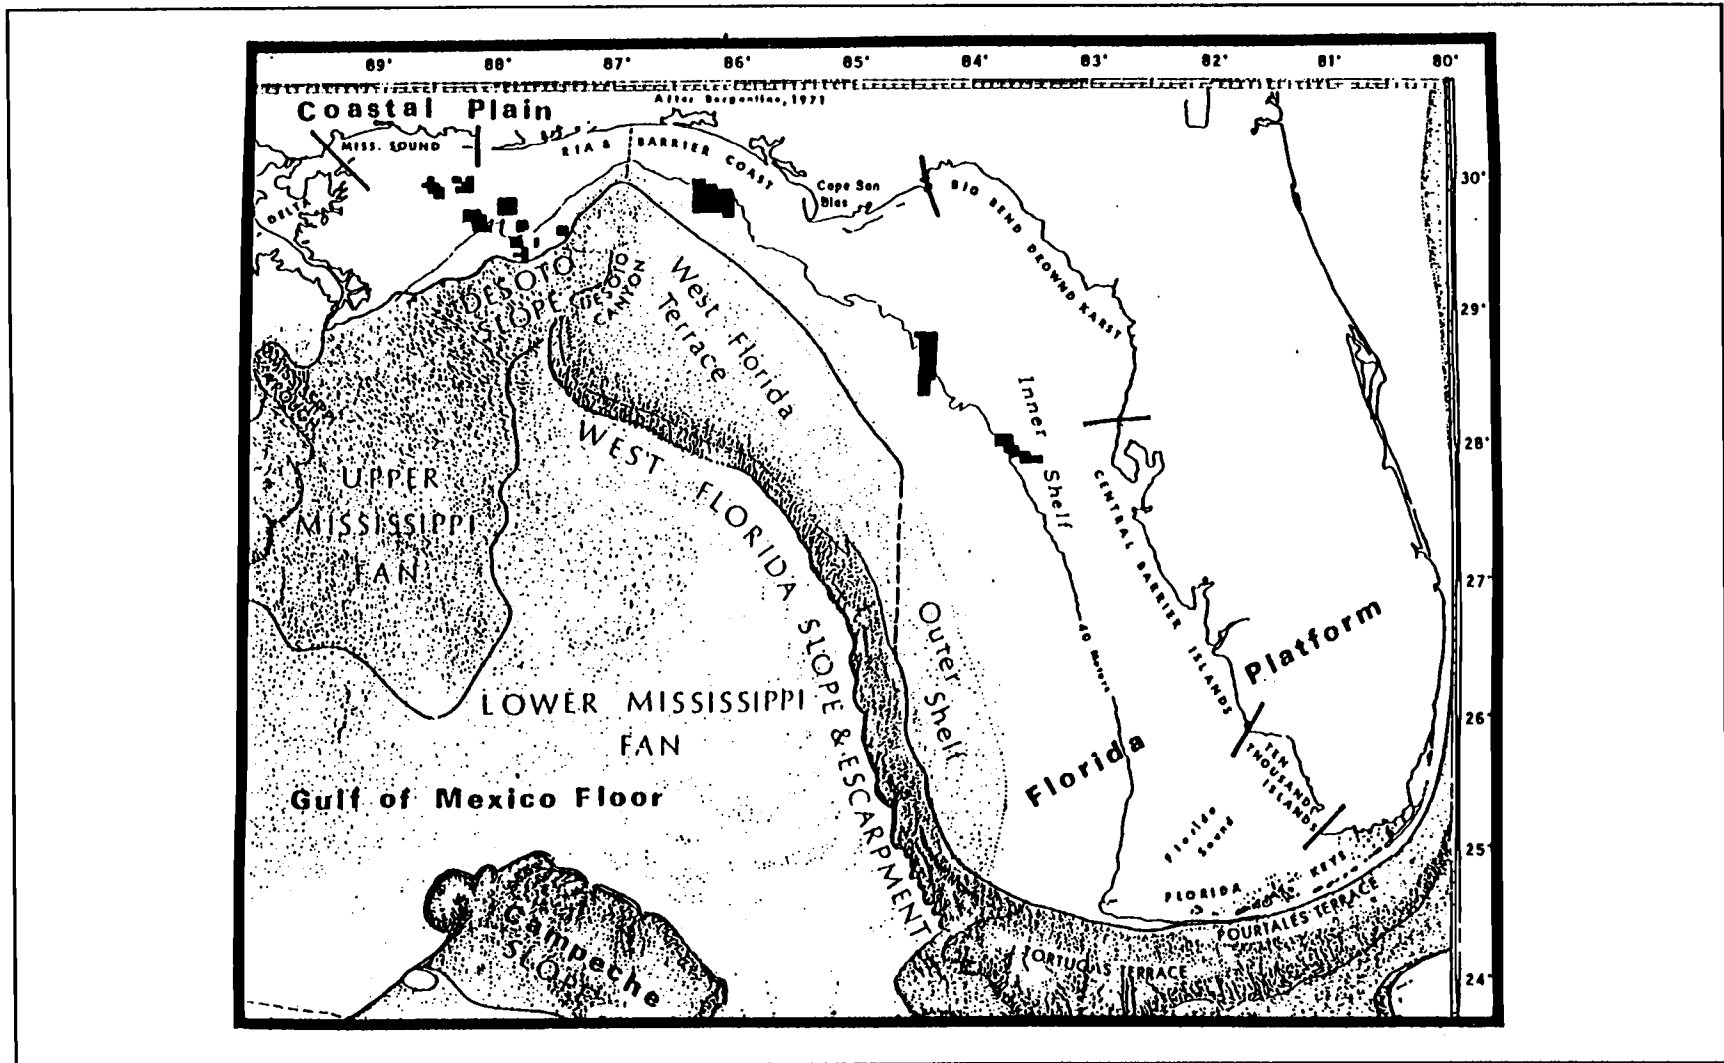 89° 88° 87° 86° 85° 84° 83° 82° 81° 80°
After Bergantino, 1971
Coastal Plain
MISS. SOUND
RIA & BARRIER COAST
Cape San
Blas
BIG BEND DROWND KARST
30°
DELTA
DESOTO
SLOPE
DESOTO
CANYON
West Florida
Terrace
29°
MISSISSIPPI
TROUGH
Inner
Shelf
28°
UPPER
MISSISSIPPI
FAN
WEST FLORIDA SLOPE & ESCARPMENT
CENTRAL BARRIER ISLANDS
27°
40 Meters
Outer
Shelf
Florida Platform
LOWER MISSISSIPPI
FAN
26°
TEN
THOUSAND
ISLANDS
Gulf of Mexico Floor
Florida
Sound
25°
FLORIDA KEYS
POURTALES TERRACE
Campeche
SLOPE
TORTUGAS TERRACE
24°